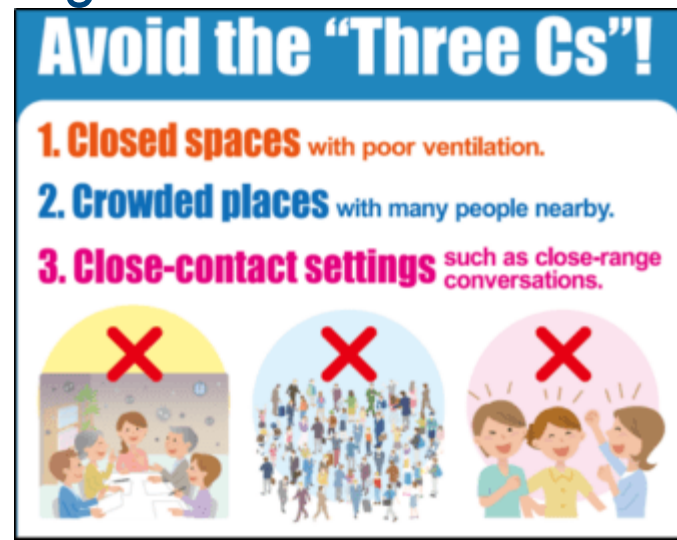 Avoid the “Three Cs”!
1. Closed spaces with poor ventilation.
2. Crowded places with many people nearby.
3. Close-contact settings such as close-range
conversations.